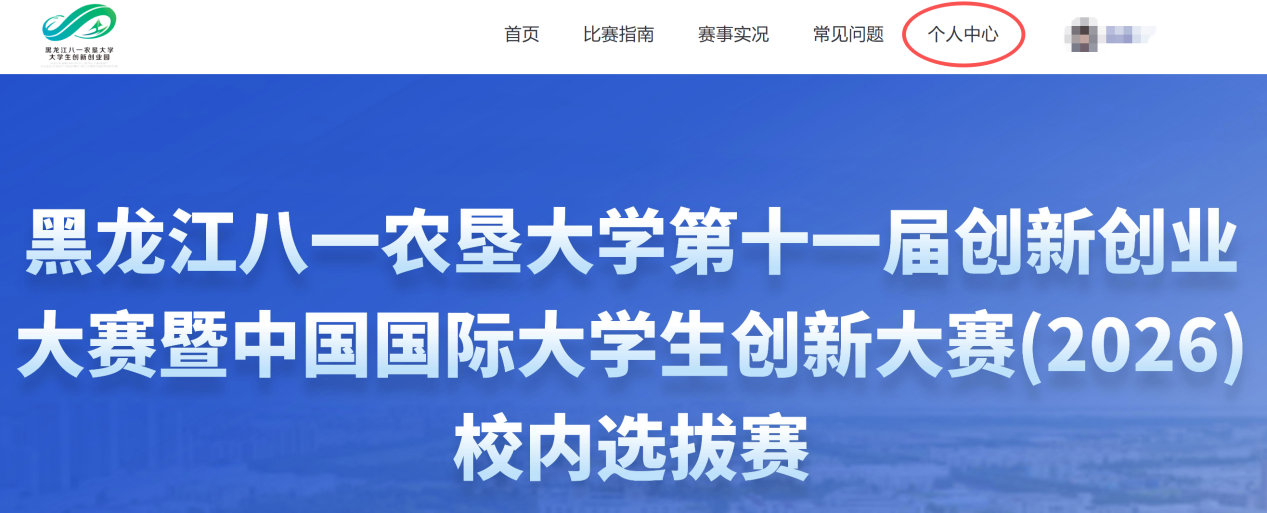 黑龙江八一农垦大学
大学生创新创业园
首页 比赛指南 赛事实况 常见问题 个人中心
黑龙江八一农垦大学第十一届创新创业
大赛暨中国国际大学生创新大赛(2026)
校内选拔赛